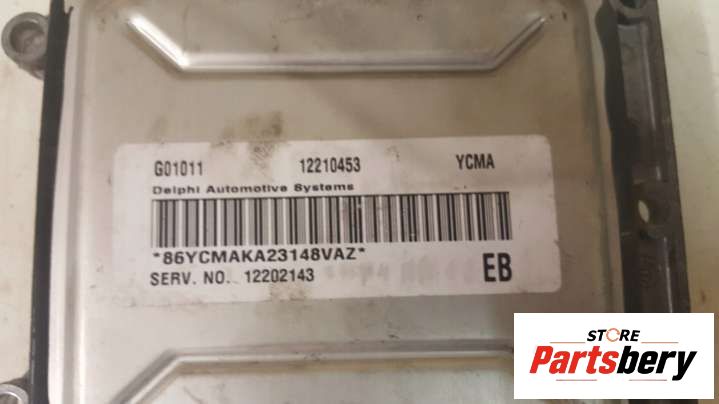 G01011 12210453 YCMA
Delphi Automotive Systems
*86YCMAKA23148VAZ*
SERV. NO. 12202143 EB
STORE
Partsbery